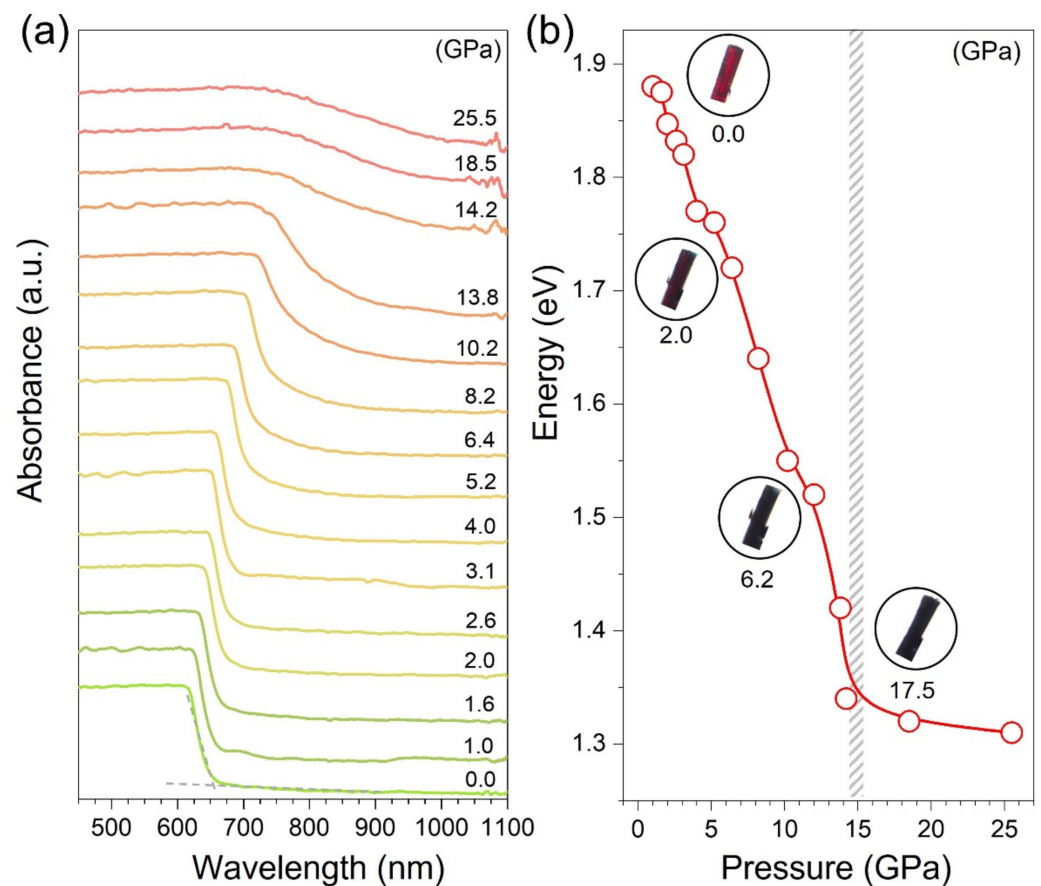 (a)
(GPa)
25.5
18.5
14.2
13.8
10.2
8.2
6.4
5.2
4.0
3.1
2.6
2.0
1.6
1.0
0.0
Absorbance (a.u.)
500 600 700 800 900 1000 1100
Wavelength (nm)
(b)
(GPa)
1.9
1.8
1.7
1.6
1.5
1.4
1.3
Energy (eV)
0.0
2.0
6.2
17.5
0 5 10 15 20 25
Pressure (GPa)